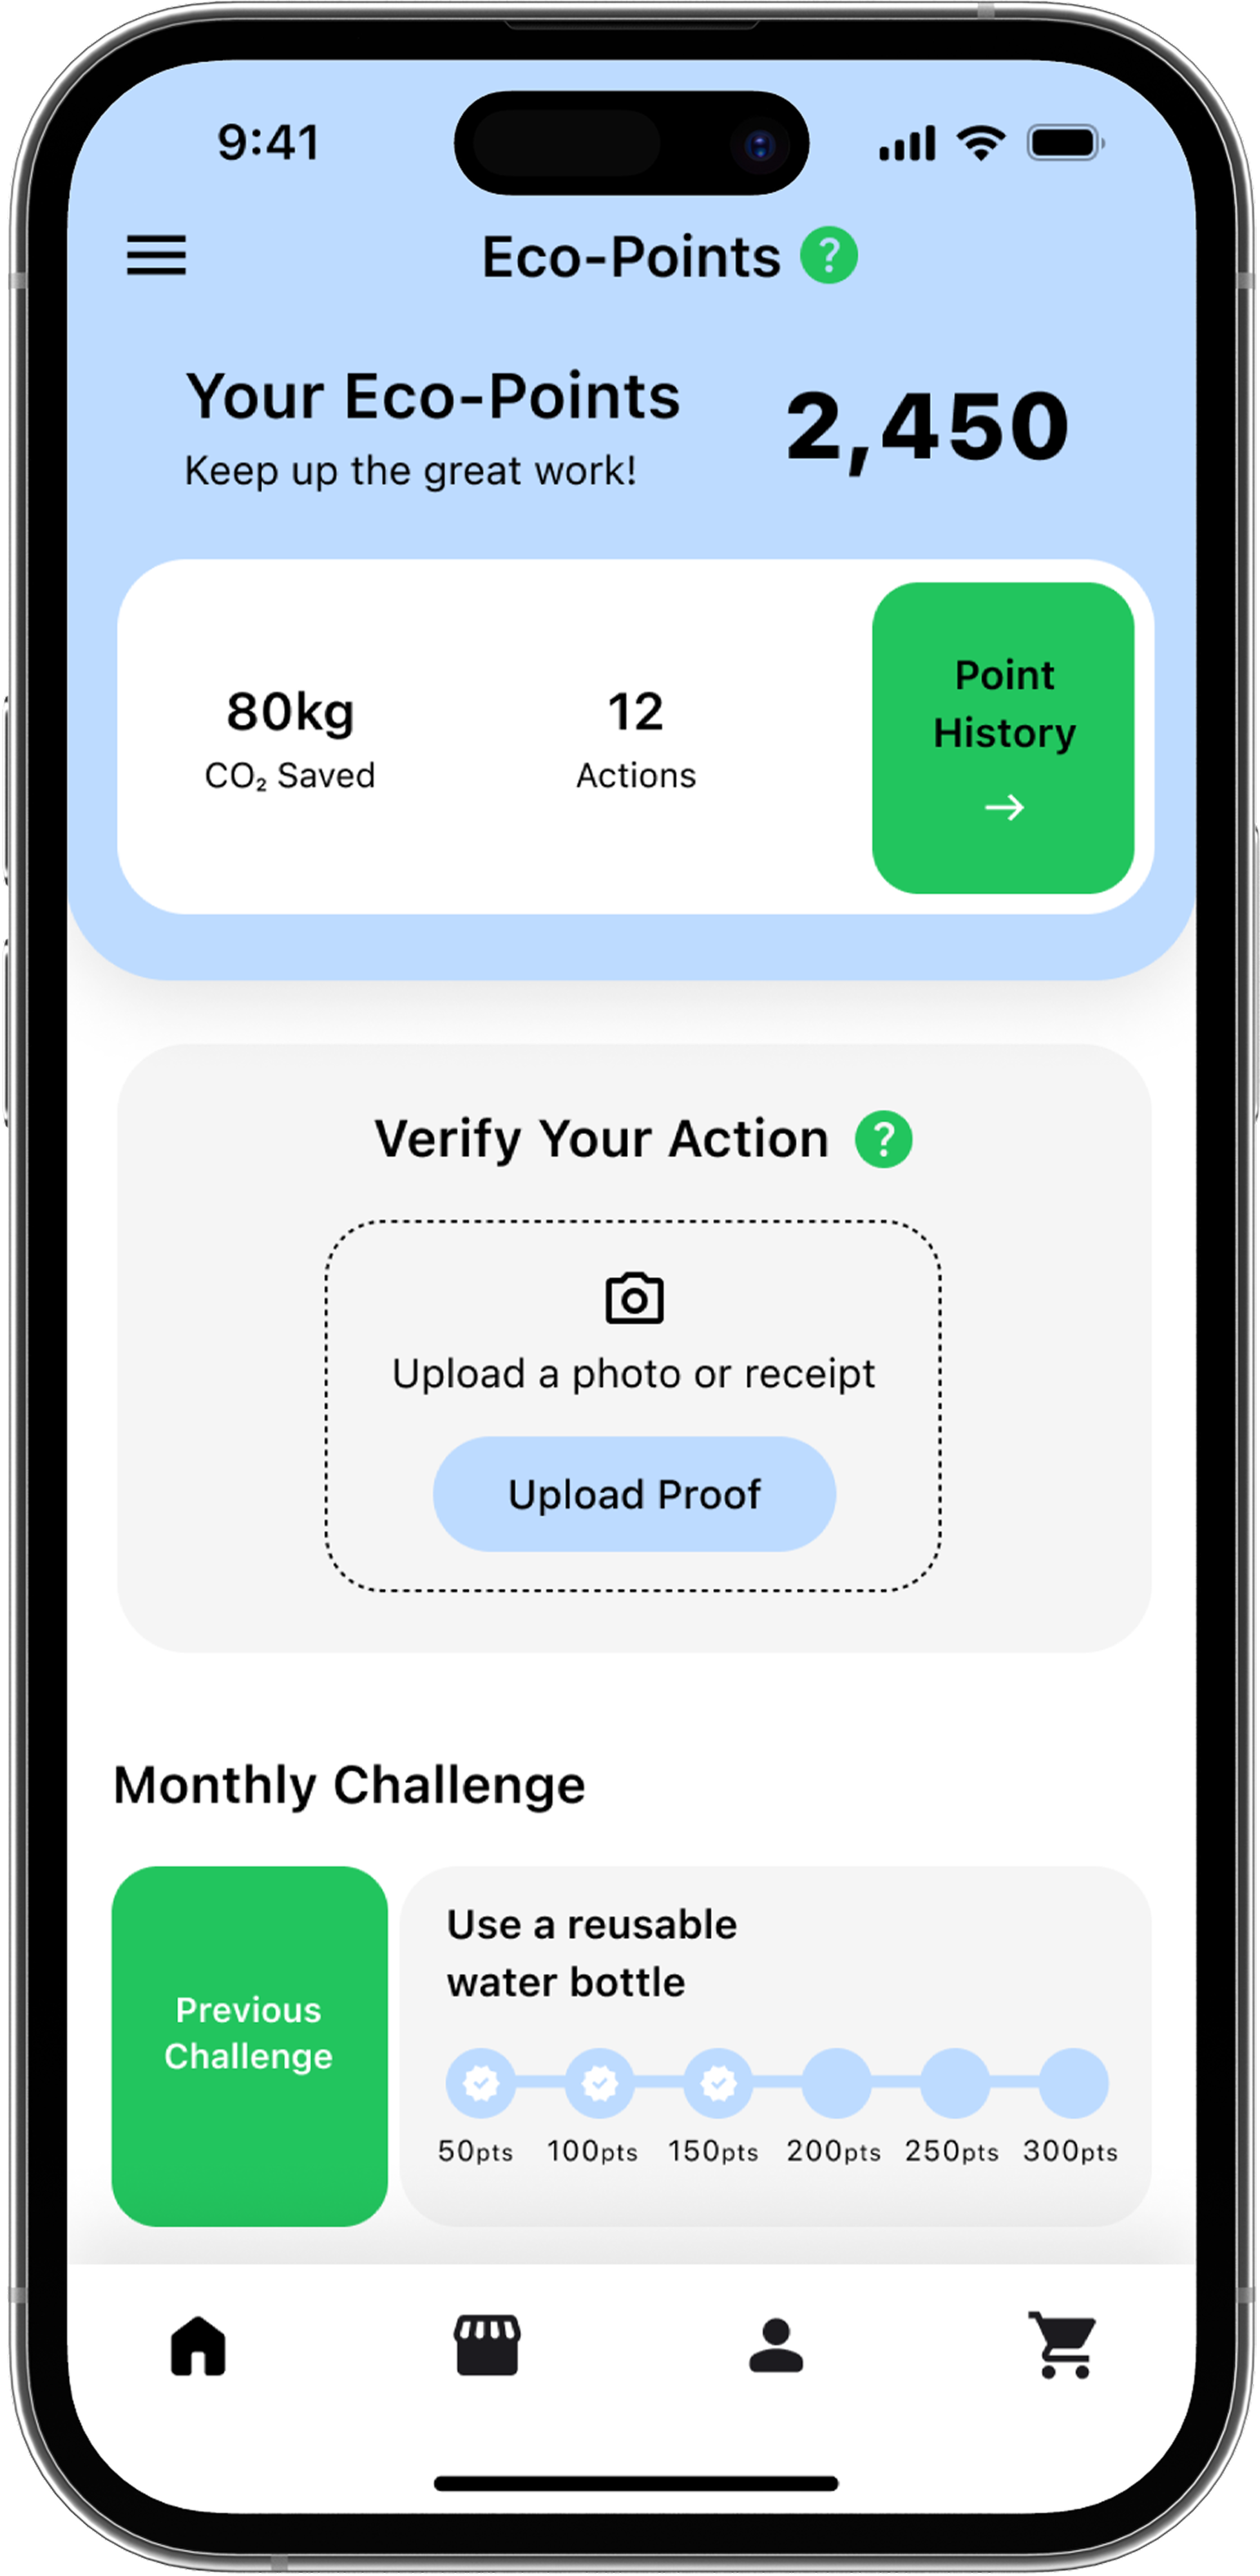 9:41
Eco-Points ?
Your Eco-Points
Keep up the great work!
2,450
80kg
CO₂ Saved
12
Actions
Point
History
→
Verify Your Action ?
Upload a photo or receipt
Upload Proof
Monthly Challenge
Previous
Challenge
Use a reusable
water bottle
50pts 100pts 150pts 200pts 250pts 300pts